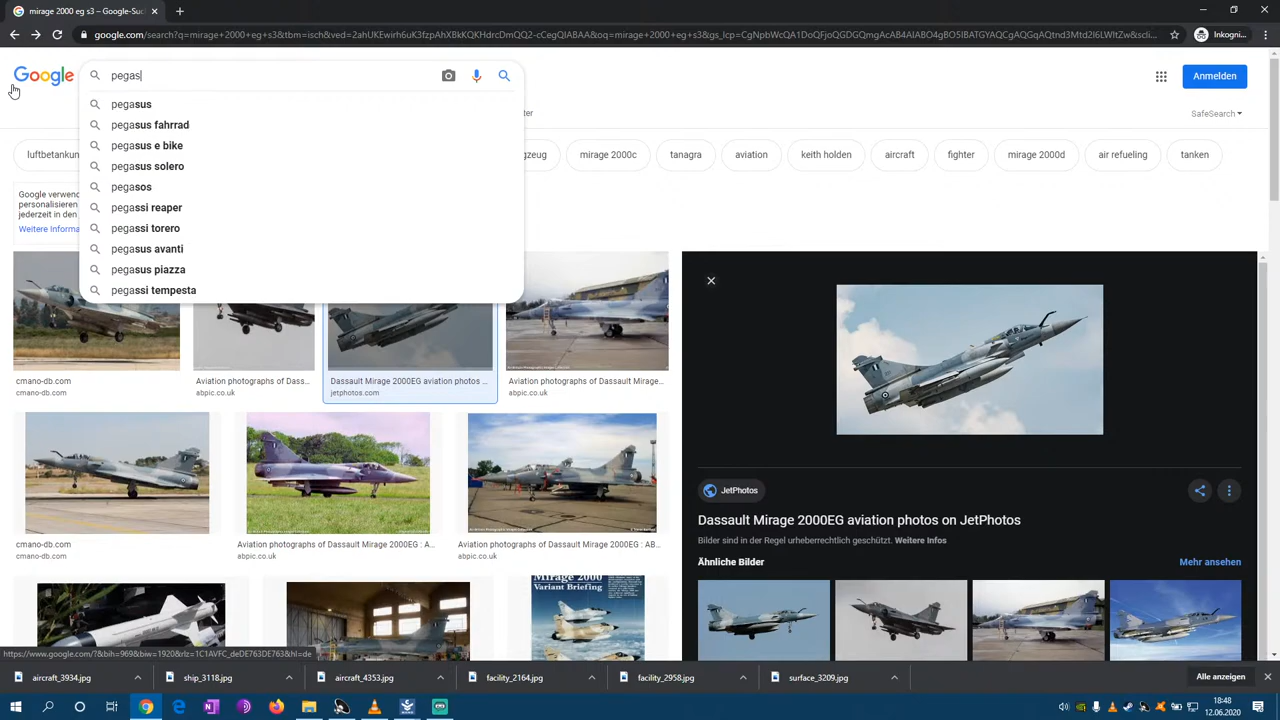 mirage 2000 eg s3 – Google-Suc
google.com/search?q=mirage+2000+eg+s3&tbm=isch&ved=2ahUKEwirh6uK3fzpAhXbKKQKHWM2BN4Q2-cCegQIABAA&oq=mirage+2000+eg+s3&gs_lcp=
Inkogni...
Google
pegas
Anmelden
pegasus
pegasus fahrrad
pegasus e bike
pegasus solero
pegasos
pegassi reaper
pegassi torero
pegasus avanti
pegasus piazza
pegassi tempesta
ter
SafeSearch
luftbetankun
gzeug
mirage 2000c
tanagra
aviation
keith holden
aircraft
fighter
mirage 2000d
air refueling
tanken
Google verwend
personalisieren.
jederzeit in den
Weitere Informa
cmano-db.com
cmano-db.com
Aviation photographs of Dass...
abpic.co.uk
Dassault Mirage 2000EG aviation photos ...
jetphotos.com
Aviation photographs of Dassault Mirage...
abpic.co.uk
cmano-db.com
cmano-db.com
Aviation photographs of Dassault Mirage 2000EG : A...
abpic.co.uk
Aviation photographs of Dassault Mirage 2000EG : AB...
abpic.co.uk
Mirage 2000
Variant Briefing
JetPhotos
Dassault Mirage 2000EG aviation photos on JetPhotos
Bilder sind in der Regel urheberrechtlich geschützt. Weitere Infos
Ähnliche Bilder
Mehr ansehen
https://www.google.com/?&bih=969&biw=1920&rlz=1C1AVFC_deDE763DE763&hl=de
aircraft_3934.jpg
ship_3118.jpg
aircraft_4353.jpg
facility_2164.jpg
facility_2958.jpg
surface_3209.jpg
Alle anzeigen
18:48
12.06.2020